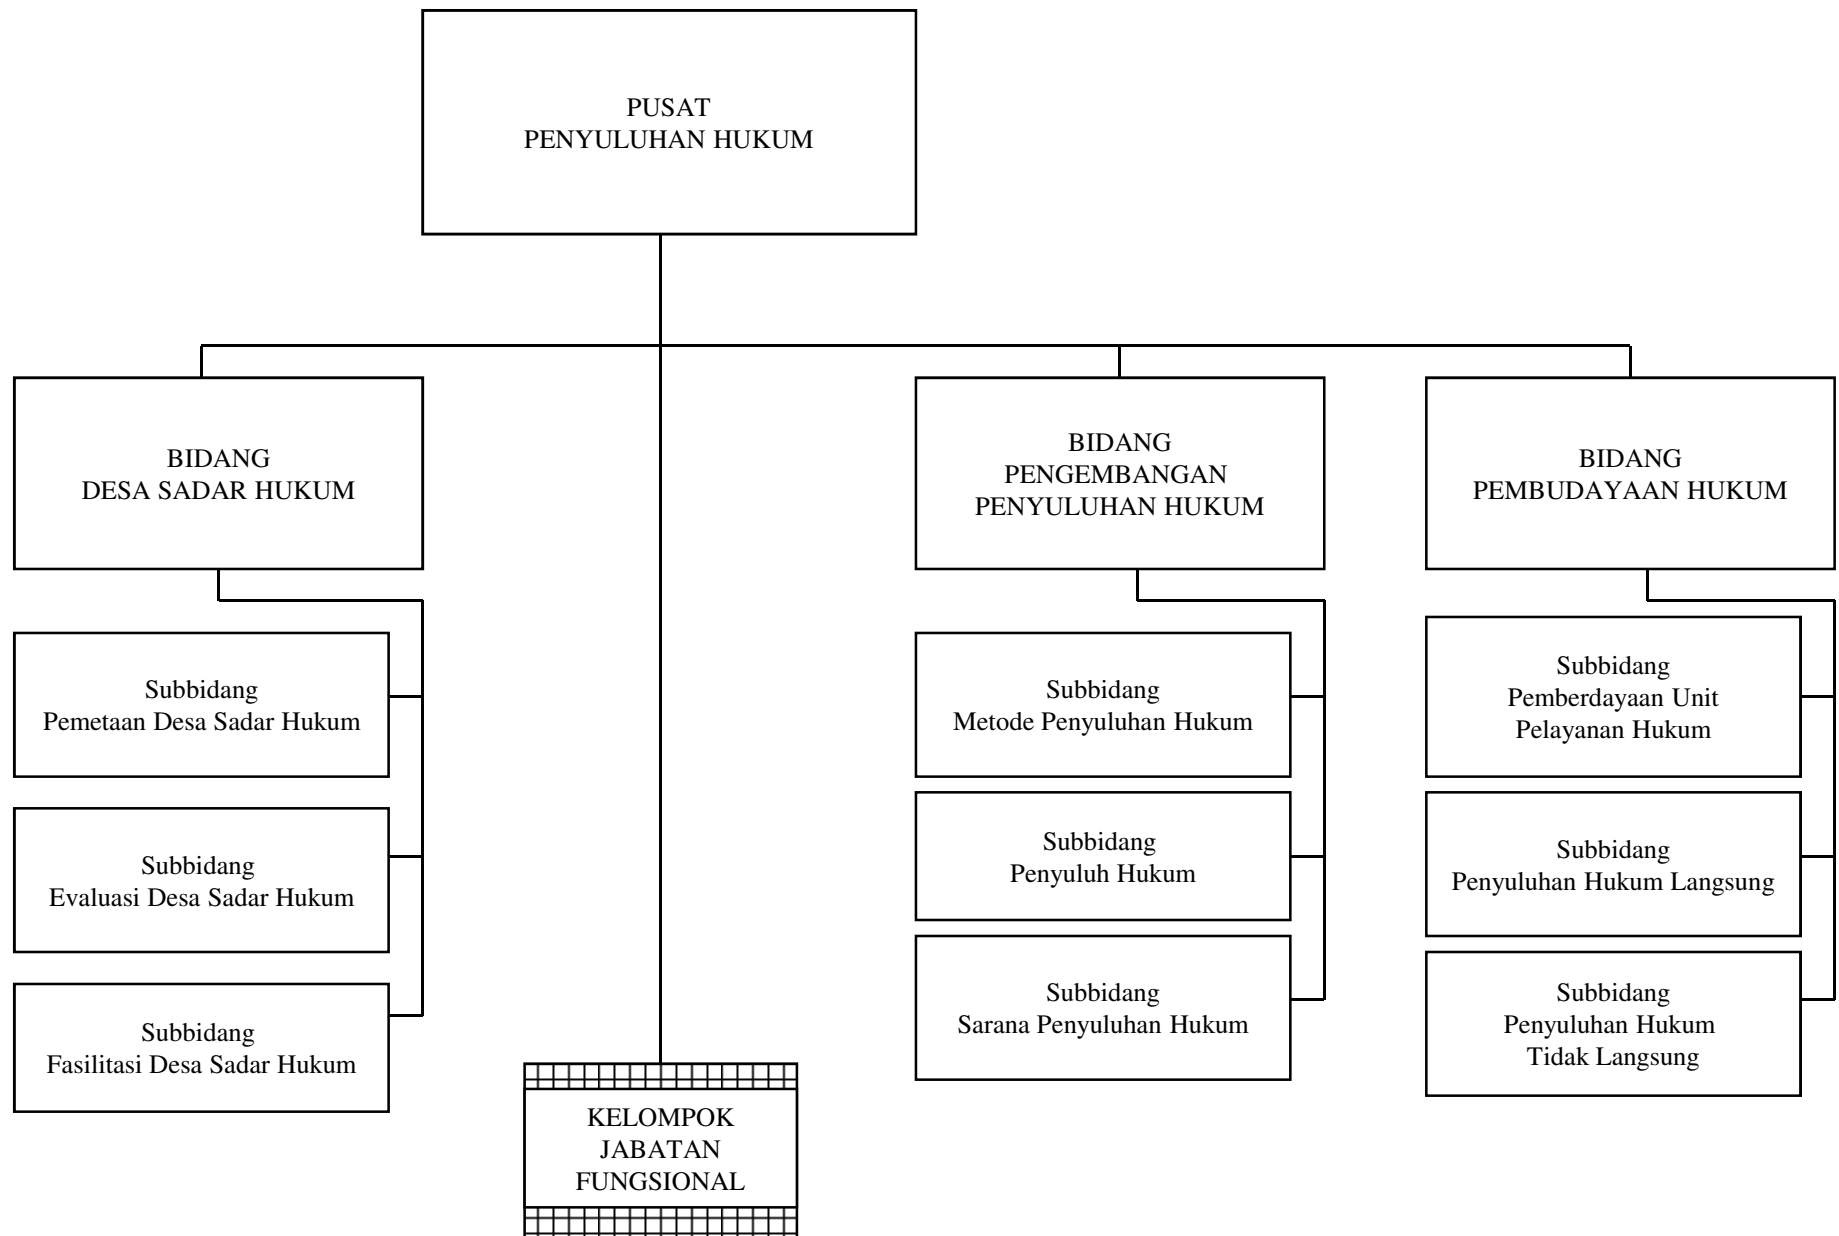 PUSAT
PENYULUHAN HUKUM
BIDANG
DESA SADAR HUKUM
BIDANG
PENGEMBANGAN
PENYULUHAN HUKUM
BIDANG
PEMBUDAYAAN HUKUM
Subbidang
Pemetaan Desa Sadar Hukum
Subbidang
Evaluasi Desa Sadar Hukum
Subbidang
Fasilitasi Desa Sadar Hukum
KELOMPOK
JABATAN
FUNGSIONAL
Subbidang
Metode Penyuluhan Hukum
Subbidang
Penyuluh Hukum
Subbidang
Sarana Penyuluhan Hukum
Subbidang
Pemberdayaan Unit
Pelayanan Hukum
Subbidang
Penyuluhan Hukum Langsung
Subbidang
Penyuluhan Hukum
Tidak Langsung